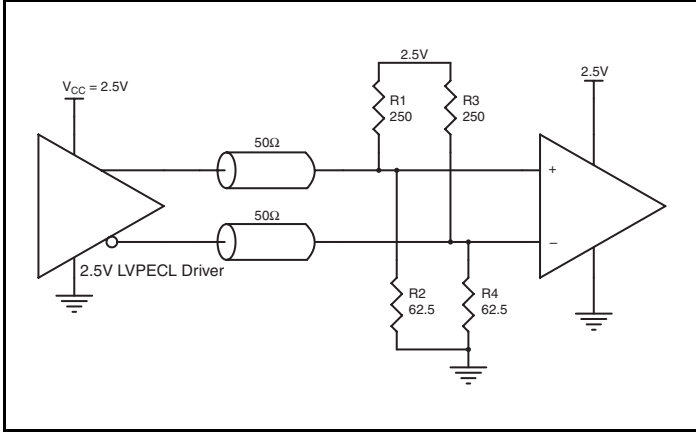 2.5V
V_CC = 2.5V
2.5V
R1
250
R3
250
50Ω
+
50Ω
–
2.5V LVPECL Driver
R2
62.5
R4
62.5